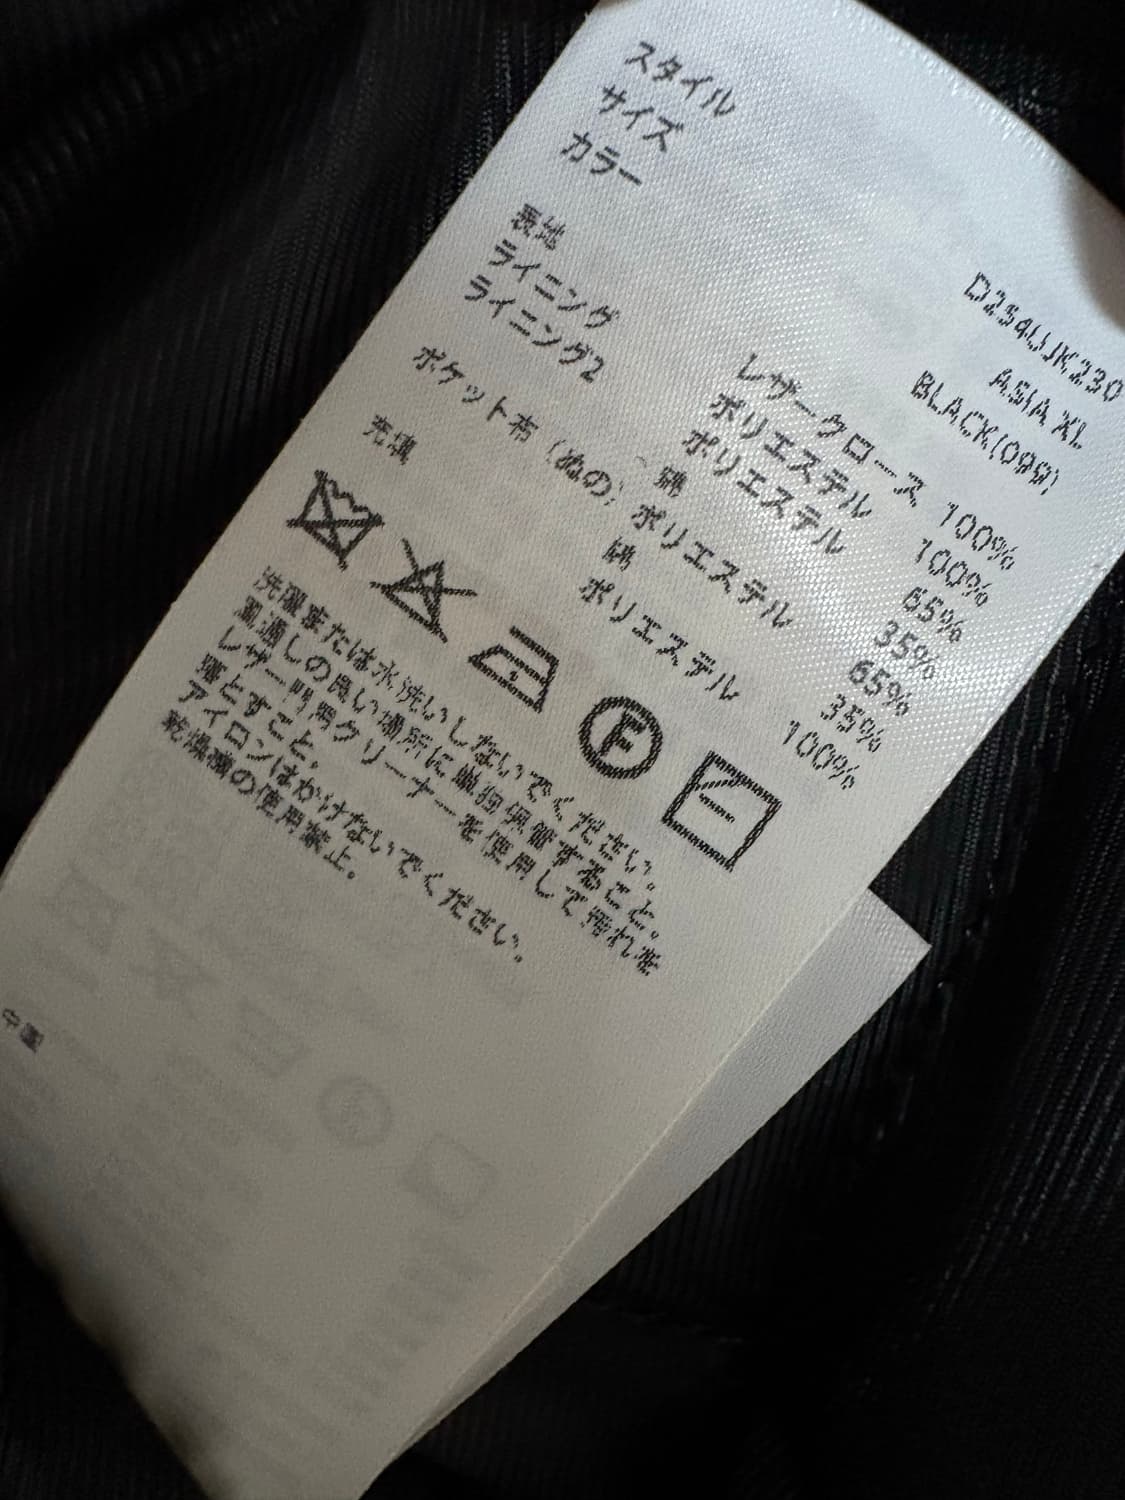 スタイル D254UJK230
サイズ ASIA XL
カラー BLACK(099)
表地 レザークロース 100%
ライニング ポリエステル 100%
ライニング2 ポリエステル 65%
綿 35%
ポケット布(ぬの) ポリエステル 65%
綿 35%
充填 ポリエステル 100%
F
洗濯または水洗いしないでください。
風通しの良い場所に単独保管すること。
レザー専用クリーナーを使用して汚れを
落とすこと。
アイロンはかけないでください。
乾燥機の使用禁止。
中国